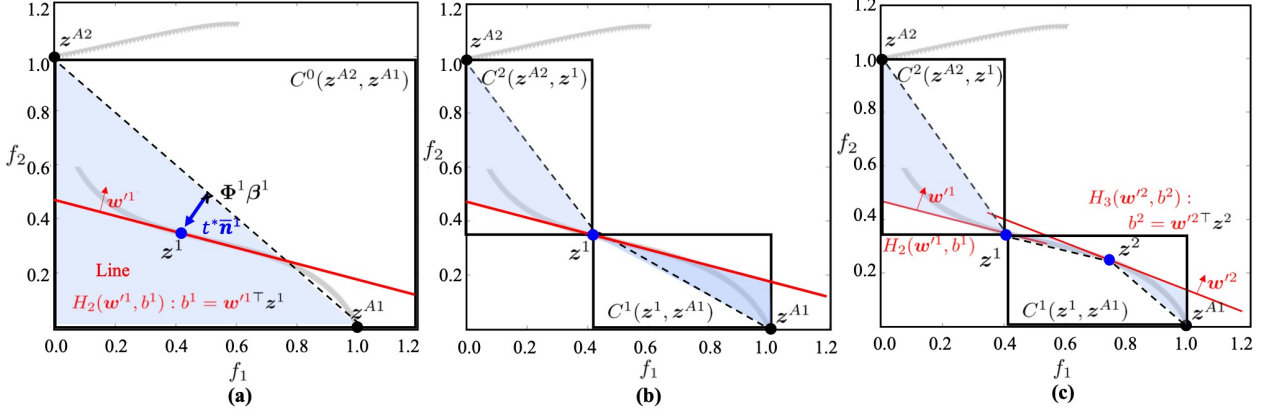 1.2
z^{A2}
1.0
C^0(z^{A2}, z^{A1})
0.8
f_2
0.6
Φ^1β^1
w'^1
0.4
t*n̄^1
z^1
0.2
Line
H_2(w'^1, b^1) : b^1 = w'^{1⊤}z^1
z^{A1}
0.0 0.2 0.4 0.6 0.8 1.0 1.2
f_1
(a)
1.2
z^{A2}
1.0
C^2(z^{A2}, z^1)
0.8
f_2
0.6
0.4
z^1
0.2
C^1(z^1, z^{A1})
z^{A1}
0.0 0.2 0.4 0.6 0.8 1.0 1.2
f_1
(b)
1.2
z^{A2}
1.0
C^2(z^{A2}, z^1)
0.8
f_2
0.6
w'^1
H_3(w'^2, b^2) :
b^2 = w'^{2⊤}z^2
0.4
H_2(w'^1, b^1)
z^1
z^2
0.2
w'^2
C^1(z^1, z^{A1})
z^{A1}
0.0 0.2 0.4 0.6 0.8 1.0 1.2
f_1
(c)